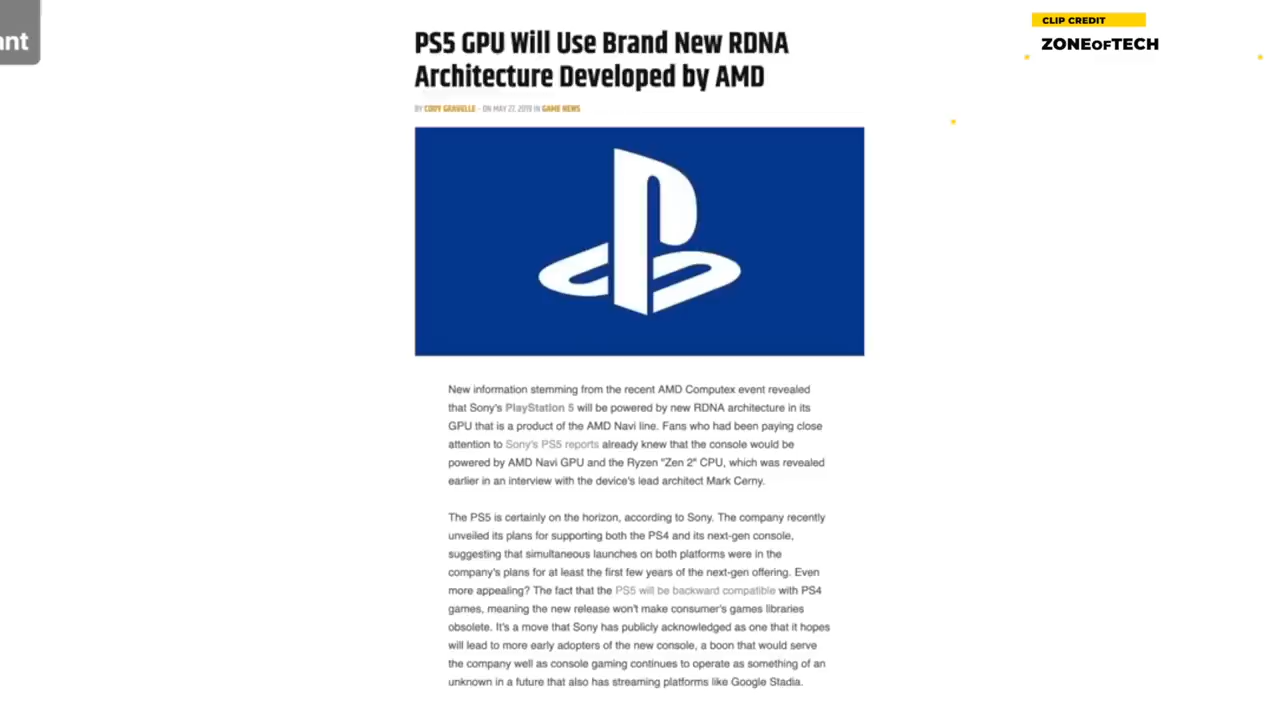 ant
CLIP CREDIT
ZONEOFTECH
PS5 GPU Will Use Brand New RDNA
Architecture Developed by AMD
BY CODY GRAVELLE - ON MAY 27, 2019 IN GAME NEWS
New information stemming from the recent AMD Computex event revealed
that Sony's PlayStation 5 will be powered by new RDNA architecture in its
GPU that is a product of the AMD Navi line. Fans who had been paying close
attention to Sony's PS5 reports already knew that the console would be
powered by AMD Navi GPU and the Ryzen "Zen 2" CPU, which was revealed
earlier in an interview with the device's lead architect Mark Cerny.
The PS5 is certainly on the horizon, according to Sony. The company recently
unveiled its plans for supporting both the PS4 and its next-gen console,
suggesting that simultaneous launches on both platforms were in the
company's plans for at least the first few years of the next-gen offering. Even
more appealing? The fact that the PS5 will be backward compatible with PS4
games, meaning the new release won't make consumer's games libraries
obsolete. It's a move that Sony has publicly acknowledged as one that it hopes
will lead to more early adopters of the new console, a boon that would serve
the company well as console gaming continues to operate as something of an
unknown in a future that also has streaming platforms like Google Stadia.